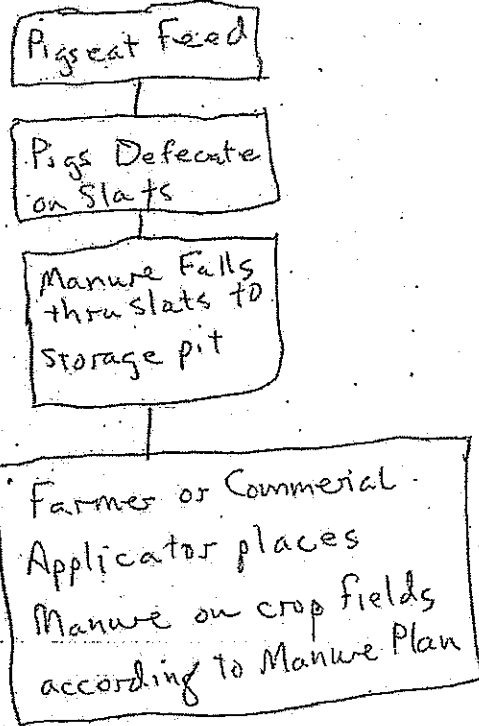 Pigs eat Feed
Pigs Defecate
on Slats
Manure Falls
thru slats to
storage pit
Farmer or Commerial
Applicator places
Manure on crop fields
according to Manure Plan